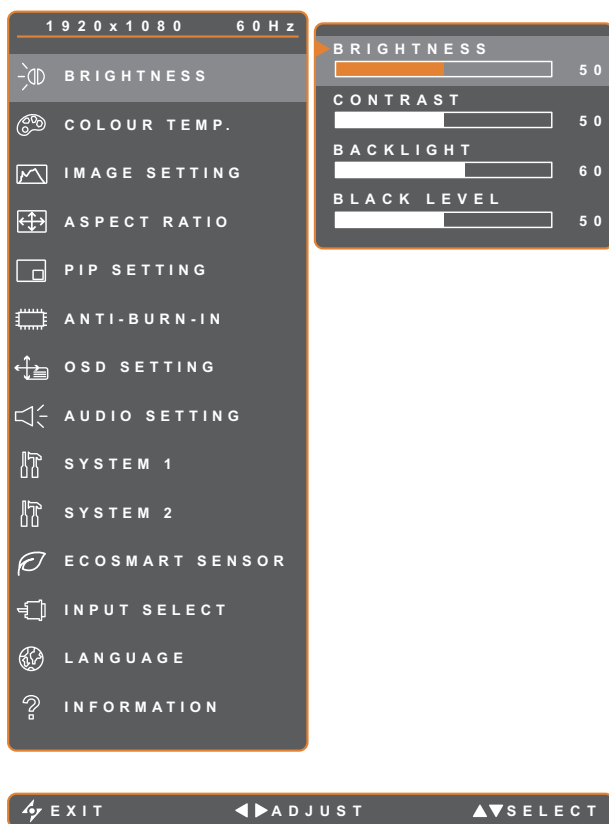 1920x1080 60Hz
BRIGHTNESS
COLOUR TEMP.
IMAGE SETTING
ASPECT RATIO
PIP SETTING
ANTI-BURN-IN
OSD SETTING
AUDIO SETTING
SYSTEM 1
SYSTEM 2
ECOSMART SENSOR
INPUT SELECT
LANGUAGE
INFORMATION
BRIGHTNESS
50
CONTRAST
50
BACKLIGHT
60
BLACK LEVEL
50
EXIT ◀▶ADJUST ▲▼SELECT